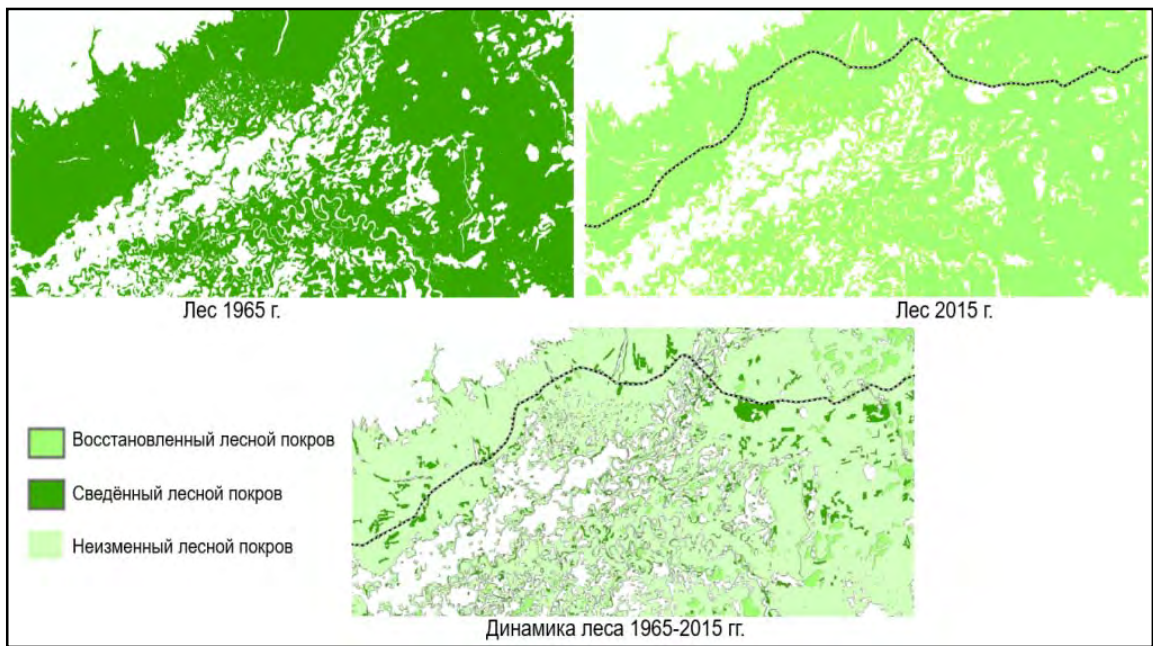 Лес 1965 г.
Лес 2015 г.
Восстановленный лесной покров
Сведённый лесной покров
Неизменный лесной покров
Динамика леса 1965-2015 гг.